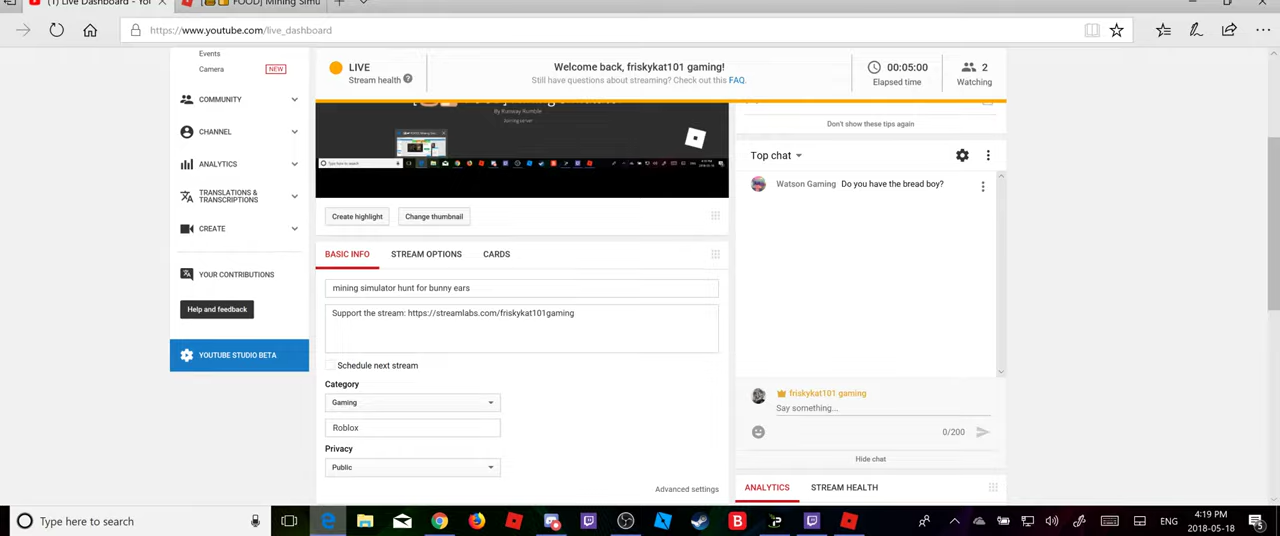 (1) Live Dashboard - Yo
FOOD] Mining Simu
https://www.youtube.com/live_dashboard
Events
Camera NEW
COMMUNITY
CHANNEL
ANALYTICS
TRANSLATIONS &
TRANSCRIPTIONS
CREATE
YOUR CONTRIBUTIONS
Help and feedback
YOUTUBE STUDIO BETA
LIVE
Stream health ?
Welcome back, friskykat101 gaming!
Still have questions about streaming? Check out this FAQ.
00:05:00
Elapsed time
2
Watching
By Runway Rumble
Joining server
Create highlight
Change thumbnail
BASIC INFO STREAM OPTIONS CARDS
mining simulator hunt for bunny ears
Support the stream: https://streamlabs.com/friskykat101gaming
Schedule next stream
Category
Gaming
Roblox
Privacy
Public
Advanced settings
Don't show these tips again
Top chat
Watson Gaming Do you have the bread boy?
friskykat101 gaming
Say something...
0/200
Hide chat
ANALYTICS STREAM HEALTH
Type here to search
ENG
4:19 PM
2018-05-18
5